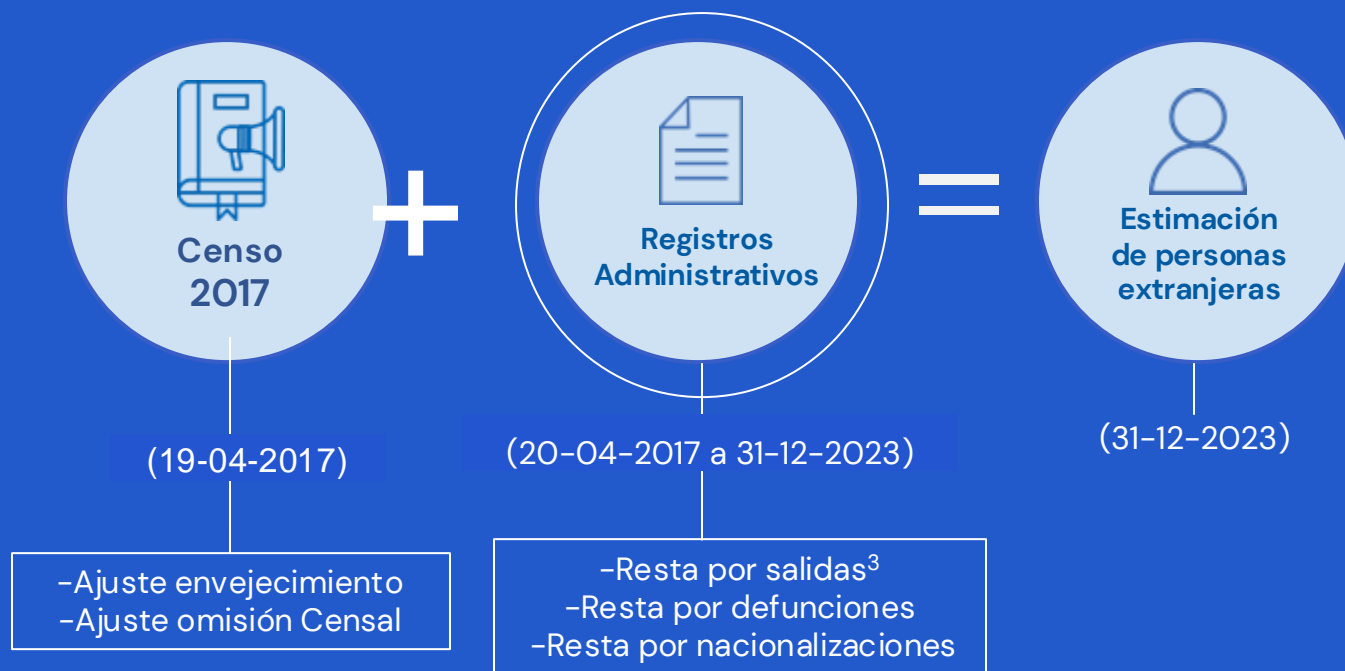 Censo
2017
+
Registros
Administrativos
=
Estimación
de personas
extranjeras
(19-04-2017)
(20-04-2017 a 31-12-2023)
(31-12-2023)
-Ajuste envejecimiento
-Ajuste omisión Censal
-Resta por salidas³
-Resta por defunciones
-Resta por nacionalizaciones